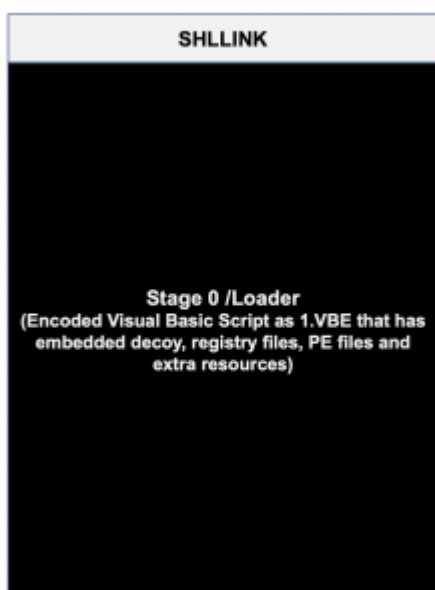 SHLLINK
Stage 0 /Loader
(Encoded Visual Basic Script as 1.VBE that has
embedded decoy, registry files, PE files and
extra resources)